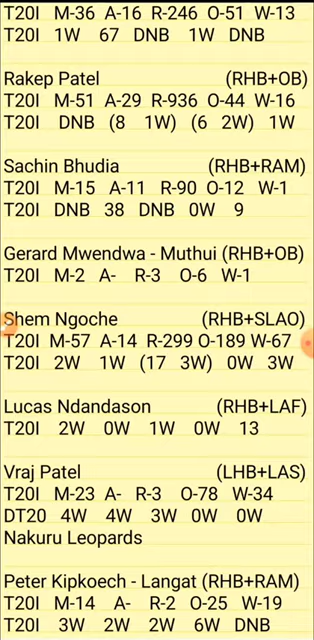 T20I M-36 A-16 R-246 O-51 W-13
T20I 1W 67 DNB 1W DNB
Rakep Patel (RHB+OB)
T20I M-51 A-29 R-936 O-44 W-16
T20I DNB (8 1W) (6 2W) 1W
Sachin Bhudia (RHB+RAM)
T20I M-15 A-11 R-90 O-12 W-1
T20I DNB 38 DNB 0W 9
Gerard Mwendwa - Muthui (RHB+OB)
T20I M-2 A- R-3 O-6 W-1
Shem Ngoche (RHB+SLAO)
T20I M-57 A-14 R-299 O-189 W-67
T20I 2W 1W (17 3W) 0W 3W
Lucas Ndandason (RHB+LAF)
T20I 2W 0W 1W 0W 13
Vraj Patel (LHB+LAS)
T20I M-23 A- R-3 O-78 W-34
DT20 4W 4W 3W 0W 0W
Nakuru Leopards
Peter Kipkoech - Langat (RHB+RAM)
T20I M-14 A- R-2 O-25 W-19
T20I 3W 2W 2W 6W DNB